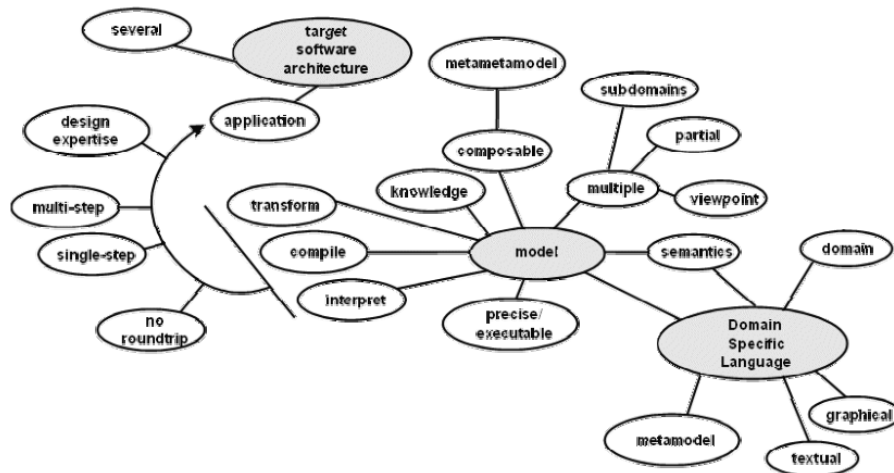 several
target
software
architecture
metametamodel
subdomains
design
expertise
application
partial
composable
multiple
viewpoint
knowledge
transform
multi-step
single-step
compile
model
semantics
domain
interpret
no
roundtrip
precise/
executable
Domain
Specific
Language
graphical
metamodel
textual